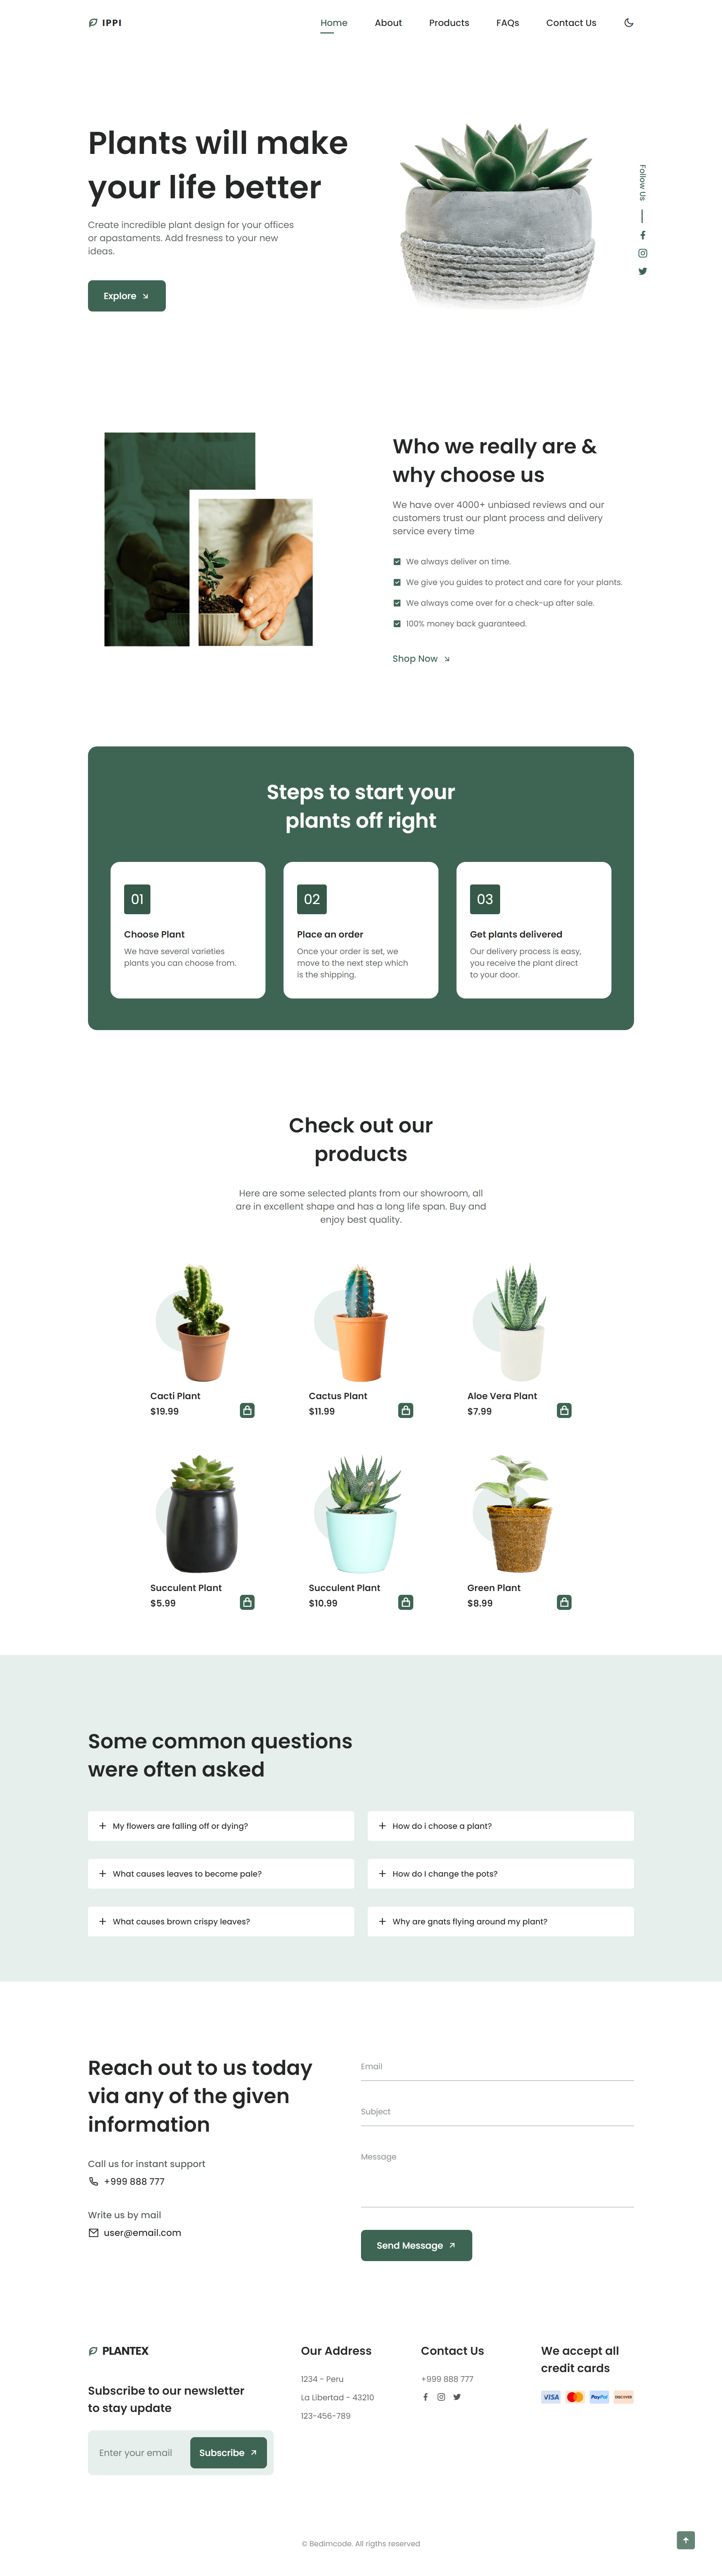 IPPI
Home
About
Products
FAQs
Contact Us
Plants will make
your life better
Create incredible plant design for your offices
or apastaments. Add fresness to your new
ideas.
Explore
Follow Us
Who we really are &
why choose us
We have over 4000+ unbiased reviews and our
customers trust our plant process and delivery
service every time
We always deliver on time.
We give you guides to protect and care for your plants.
We always come over for a check-up after sale.
100% money back guaranteed.
Shop Now
Steps to start your
plants off right
01
Choose Plant
We have several varieties
plants you can choose from.
02
Place an order
Once your order is set, we
move to the next step which
is the shipping.
03
Get plants delivered
Our delivery process is easy,
you receive the plant direct
to your door.
Check out our
products
Here are some selected plants from our showroom, all
are in excellent shape and has a long life span. Buy and
enjoy best quality.
Cacti Plant
$19.99
Cactus Plant
$11.99
Aloe Vera Plant
$7.99
Succulent Plant
$5.99
Succulent Plant
$10.99
Green Plant
$8.99
Some common questions
were often asked
My flowers are falling off or dying?
How do i choose a plant?
What causes leaves to become pale?
How do I change the pots?
What causes brown crispy leaves?
Why are gnats flying around my plant?
Reach out to us today
via any of the given
information
Call us for instant support
+999 888 777
Write us by mail
user@email.com
Email
Subject
Message
Send Message
PLANTEX
Subscribe to our newsletter
to stay update
Enter your email
Subscribe
Our Address
1234 - Peru
La Libertad - 43210
123-456-789
Contact Us
+999 888 777
We accept all
credit cards
VISA
PayPal
DISCOVER
© Bedimcode. All rigths reserved